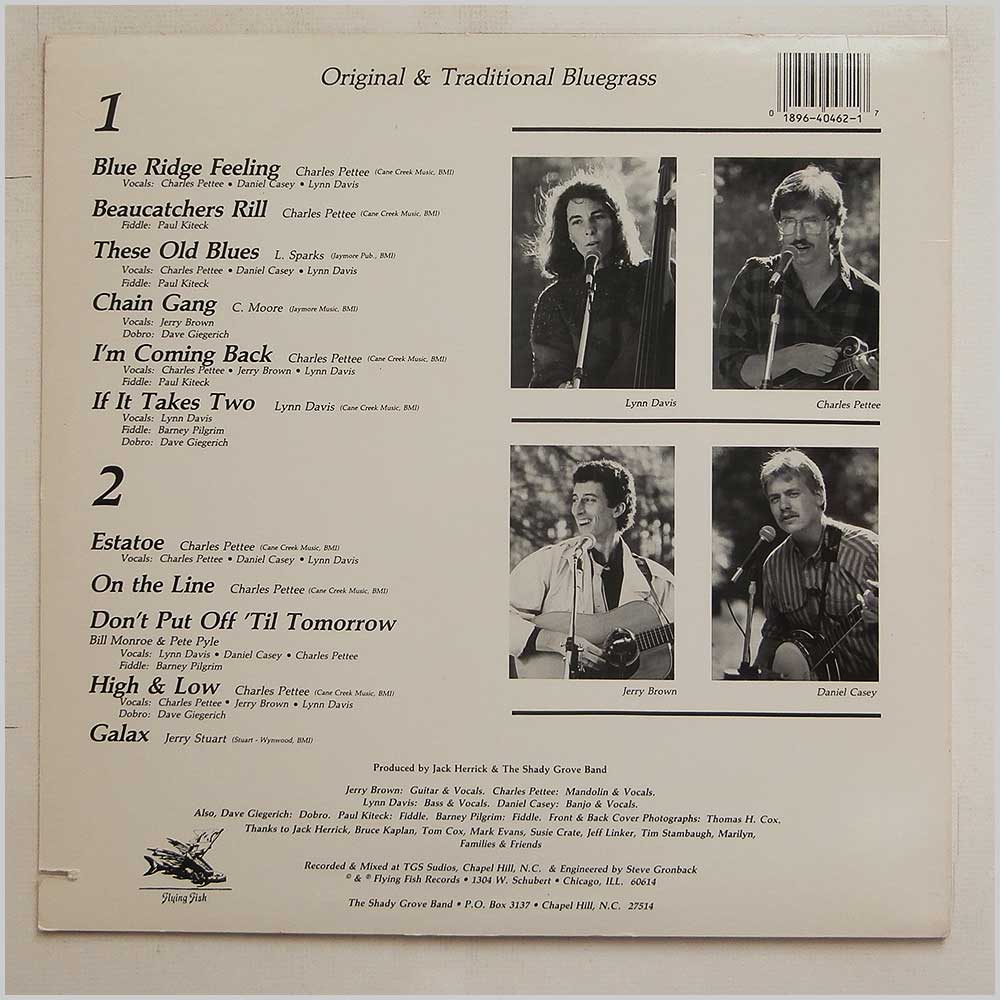 Original & Traditional Bluegrass
0 1896-40462-1 7
1
Blue Ridge Feeling Charles Pettee (Cane Creek Music, BMI)
Vocals: Charles Pettee • Daniel Casey • Lynn Davis
Beaucatchers Rill Charles Pettee (Cane Creek Music, BMI)
Fiddle: Paul Kiteck
These Old Blues L. Sparks (Jaymore Pub., BMI)
Vocals: Charles Pettee • Daniel Casey • Lynn Davis
Fiddle: Paul Kiteck
Chain Gang C. Moore (Jaymore Music, BMI)
Vocals: Jerry Brown
Dobro: Dave Giegerich
I'm Coming Back Charles Pettee (Cane Creek Music, BMI)
Vocals: Charles Pettee • Jerry Brown • Lynn Davis
Fiddle: Paul Kiteck
If It Takes Two Lynn Davis (Cane Creek Music, BMI)
Vocals: Lynn Davis
Fiddle: Barney Pilgrim
Dobro: Dave Giegerich
2
Estatoe Charles Pettee (Cane Creek Music, BMI)
Vocals: Charles Pettee • Daniel Casey • Lynn Davis
On the Line Charles Pettee (Cane Creek Music, BMI)
Don't Put Off 'Til Tomorrow
Bill Monroe & Pete Pyle
Vocals: Lynn Davis • Daniel Casey • Charles Pettee
Fiddle: Barney Pilgrim
High & Low Charles Pettee (Cane Creek Music, BMI)
Vocals: Charles Pettee • Jerry Brown • Lynn Davis
Dobro: Dave Giegerich
Galax Jerry Stuart (Stuart - Wynwood, BMI)
Lynn Davis
Charles Pettee
Jerry Brown
Daniel Casey
Produced by Jack Herrick & The Shady Grove Band
Jerry Brown: Guitar & Vocals. Charles Pettee: Mandolin & Vocals.
Lynn Davis: Bass & Vocals. Daniel Casey: Banjo & Vocals.
Also, Dave Giegerich: Dobro. Paul Kiteck: Fiddle. Barney Pilgrim: Fiddle. Front & Back Cover Photographs: Thomas H. Cox.
Thanks to Jack Herrick, Bruce Kaplan, Tom Cox, Mark Evans, Susie Crate, Jeff Linker, Tim Stambaugh, Marilyn,
Families & Friends
Recorded & Mixed at TGS Sudios, Chapel Hill, N.C. & Engineered by Steve Gronback
© & ℗ Flying Fish Records • 1304 W. Schubert • Chicago, ILL. 60614
The Shady Grove Band • P.O. Box 3137 • Chapel Hill, N.C. 27514
Flying Fish